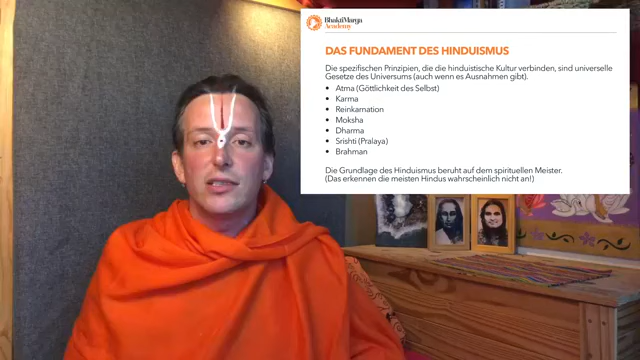 BhaktiMarga
Academy
DAS FUNDAMENT DES HINDUISMUS
Die spezifischen Prinzipien, die die hinduistische Kultur verbinden, sind universelle
Gesetze des Universums (auch wenn es Ausnahmen gibt).
• Atma (Göttlichkeit des Selbst)
• Karma
• Reinkarnation
• Moksha
• Dharma
• Srishti (Pralaya)
• Brahman
Die Grundlage des Hinduismus beruht auf dem spirituellen Meister.
(Das erkennen die meisten Hindus wahrscheinlich nicht an!)